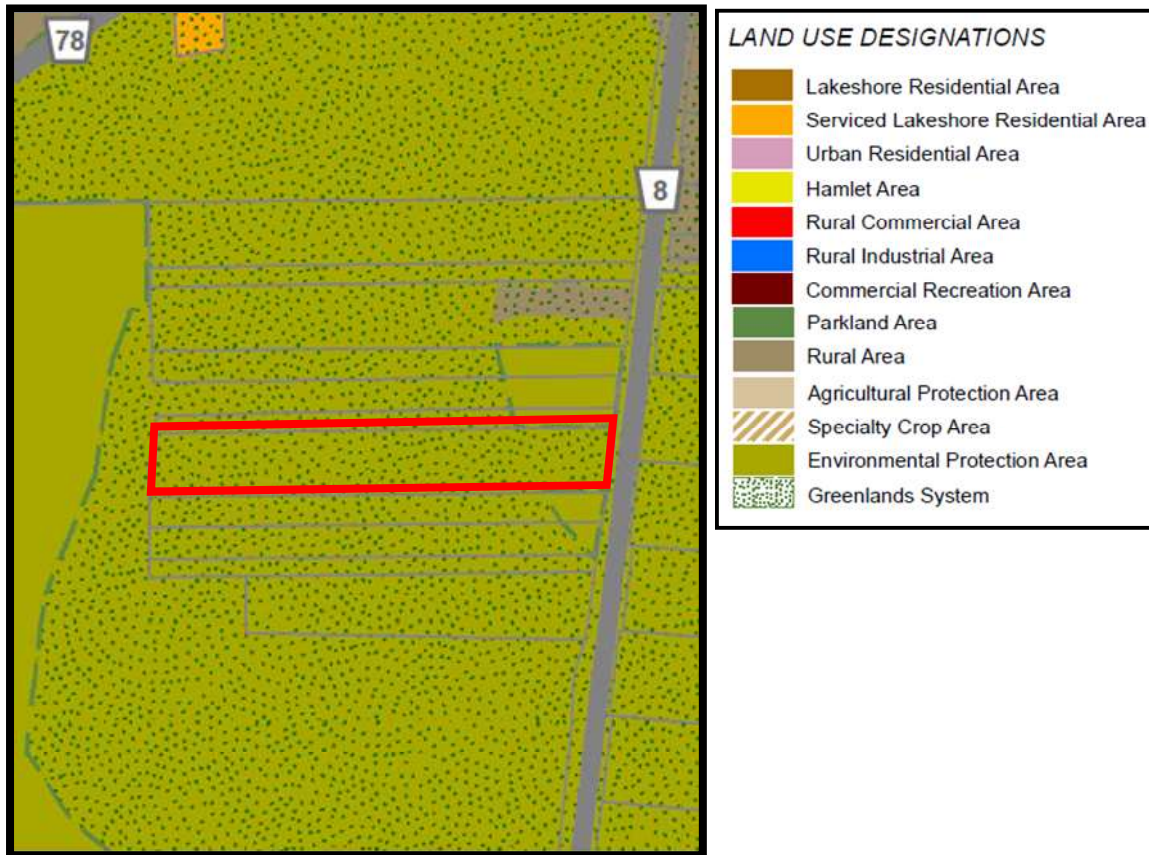 78
8
LAND USE DESIGNATIONS
Lakeshore Residential Area
Serviced Lakeshore Residential Area
Urban Residential Area
Hamlet Area
Rural Commercial Area
Rural Industrial Area
Commercial Recreation Area
Parkland Area
Rural Area
Agricultural Protection Area
Specialty Crop Area
Environmental Protection Area
Greenlands System